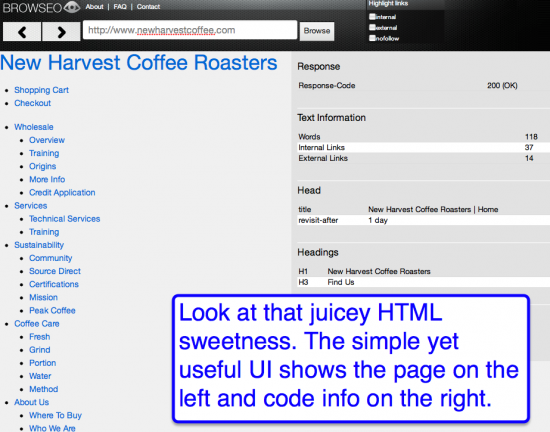 BROWSEO About | FAQ | Contact
Highlight links
internal
external
nofollow
http://www.newharvestcoffee.com Browse
New Harvest Coffee Roasters
Shopping Cart
Checkout
Wholesale
Overview
Training
Origins
More Info
Credit Application
Services
Technical Services
Training
Sustainability
Community
Source Direct
Certifications
Mission
Peak Coffee
Coffee Care
Fresh
Grind
Portion
Water
Method
About Us
Where To Buy
Who We Are
Response
Response-Code 200 (OK)
Text Information
Words 118
Internal Links 37
External Links 14
Head
title New Harvest Coffee Roasters | Home
revisit-after 1 day
Headings
H1 New Harvest Coffee Roasters
H3 Find Us
Look at that juicey HTML
sweetness. The simple yet
useful UI shows the page on the
left and code info on the right.